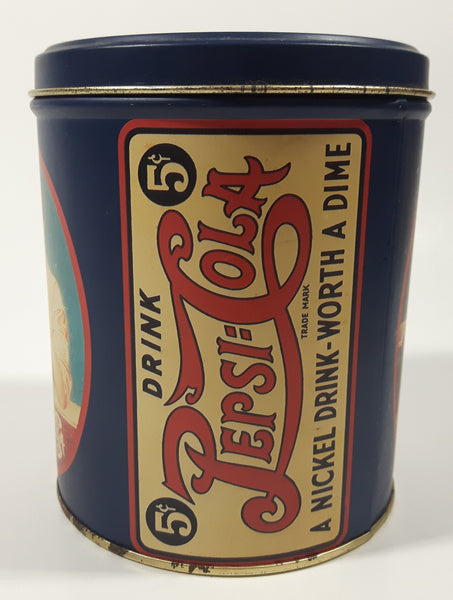 5¢ DRINK 5¢
PEPSI:COLA
TRADE MARK
A NICKEL DRINK-WORTH A DIME